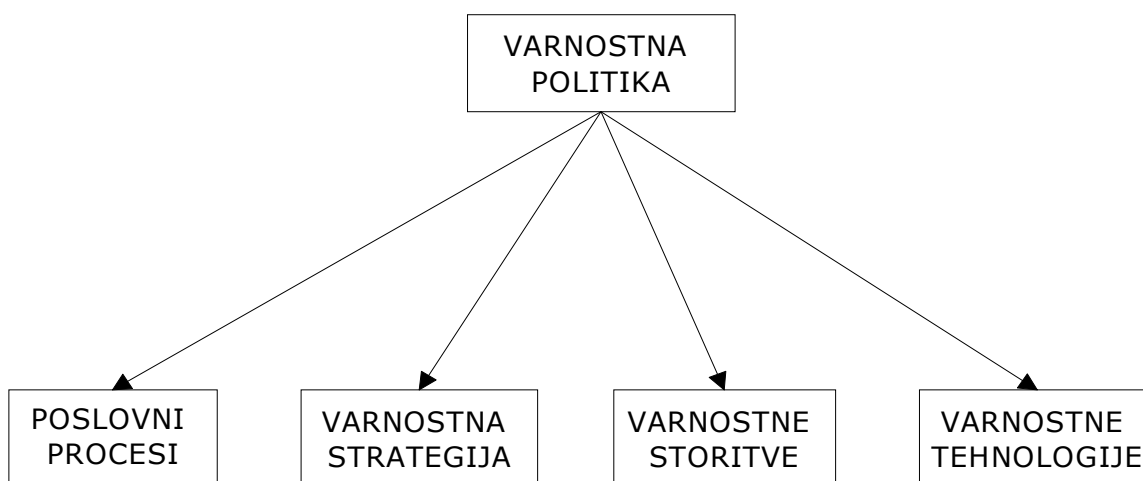 VARNOSTNA
POLITIKA
POSLOVNI
PROCESI
VARNOSTNA
STRATEGIJA
VARNOSTNE
STORITVE
VARNOSTNE
TEHNOLOGIJE